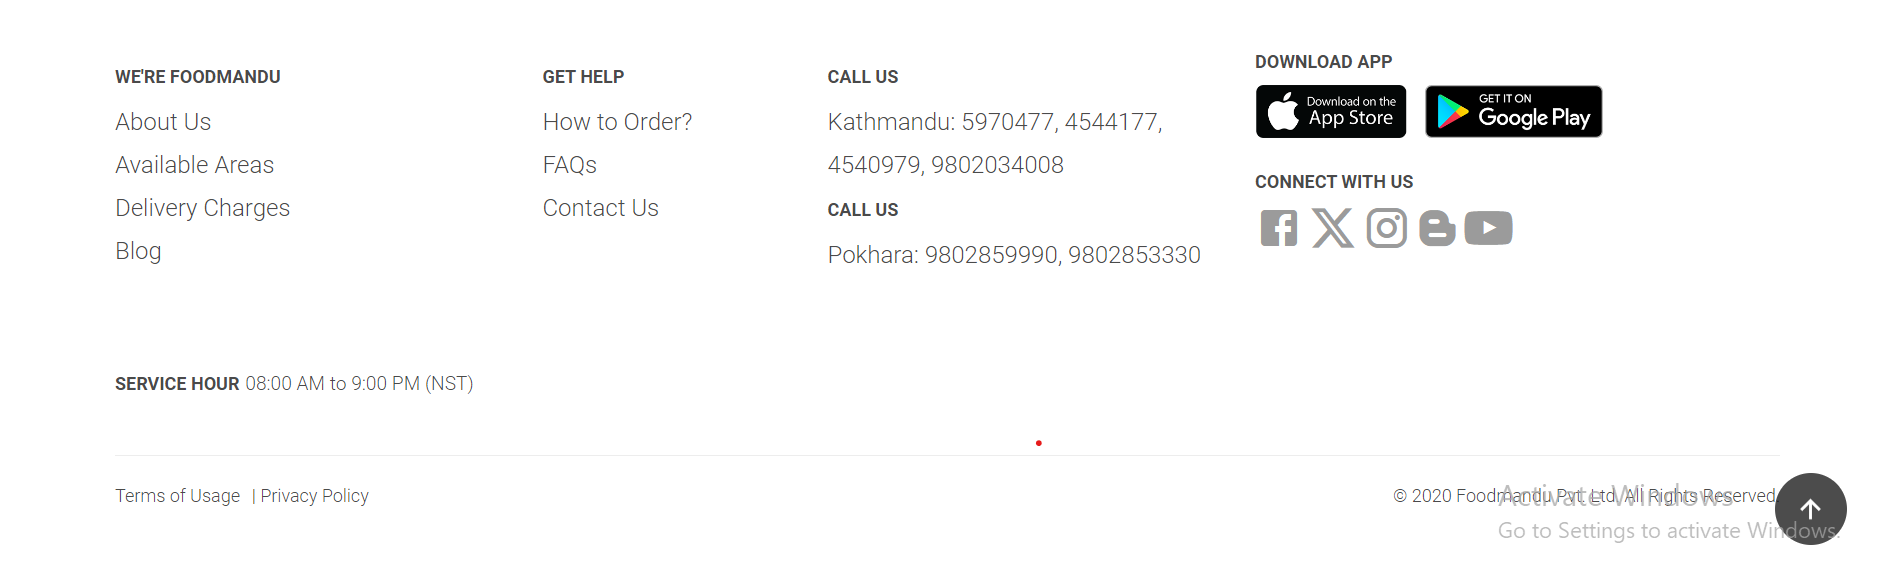 WE'RE FOODMANDU
About Us
Available Areas
Delivery Charges
Blog
GET HELP
How to Order?
FAQs
Contact Us
CALL US
Kathmandu: 5970477, 4544177,
4540979, 9802034008
CALL US
Pokhara: 9802859990, 9802853330
DOWNLOAD APP
Download on the
App Store
GET IT ON
Google Play
CONNECT WITH US
SERVICE HOUR 08:00 AM to 9:00 PM (NST)
Terms of Usage | Privacy Policy
© 2020 Foodmandu Pvt. Ltd. All Rights Reserved.
Activate Windows
Go to Settings to activate Windows.